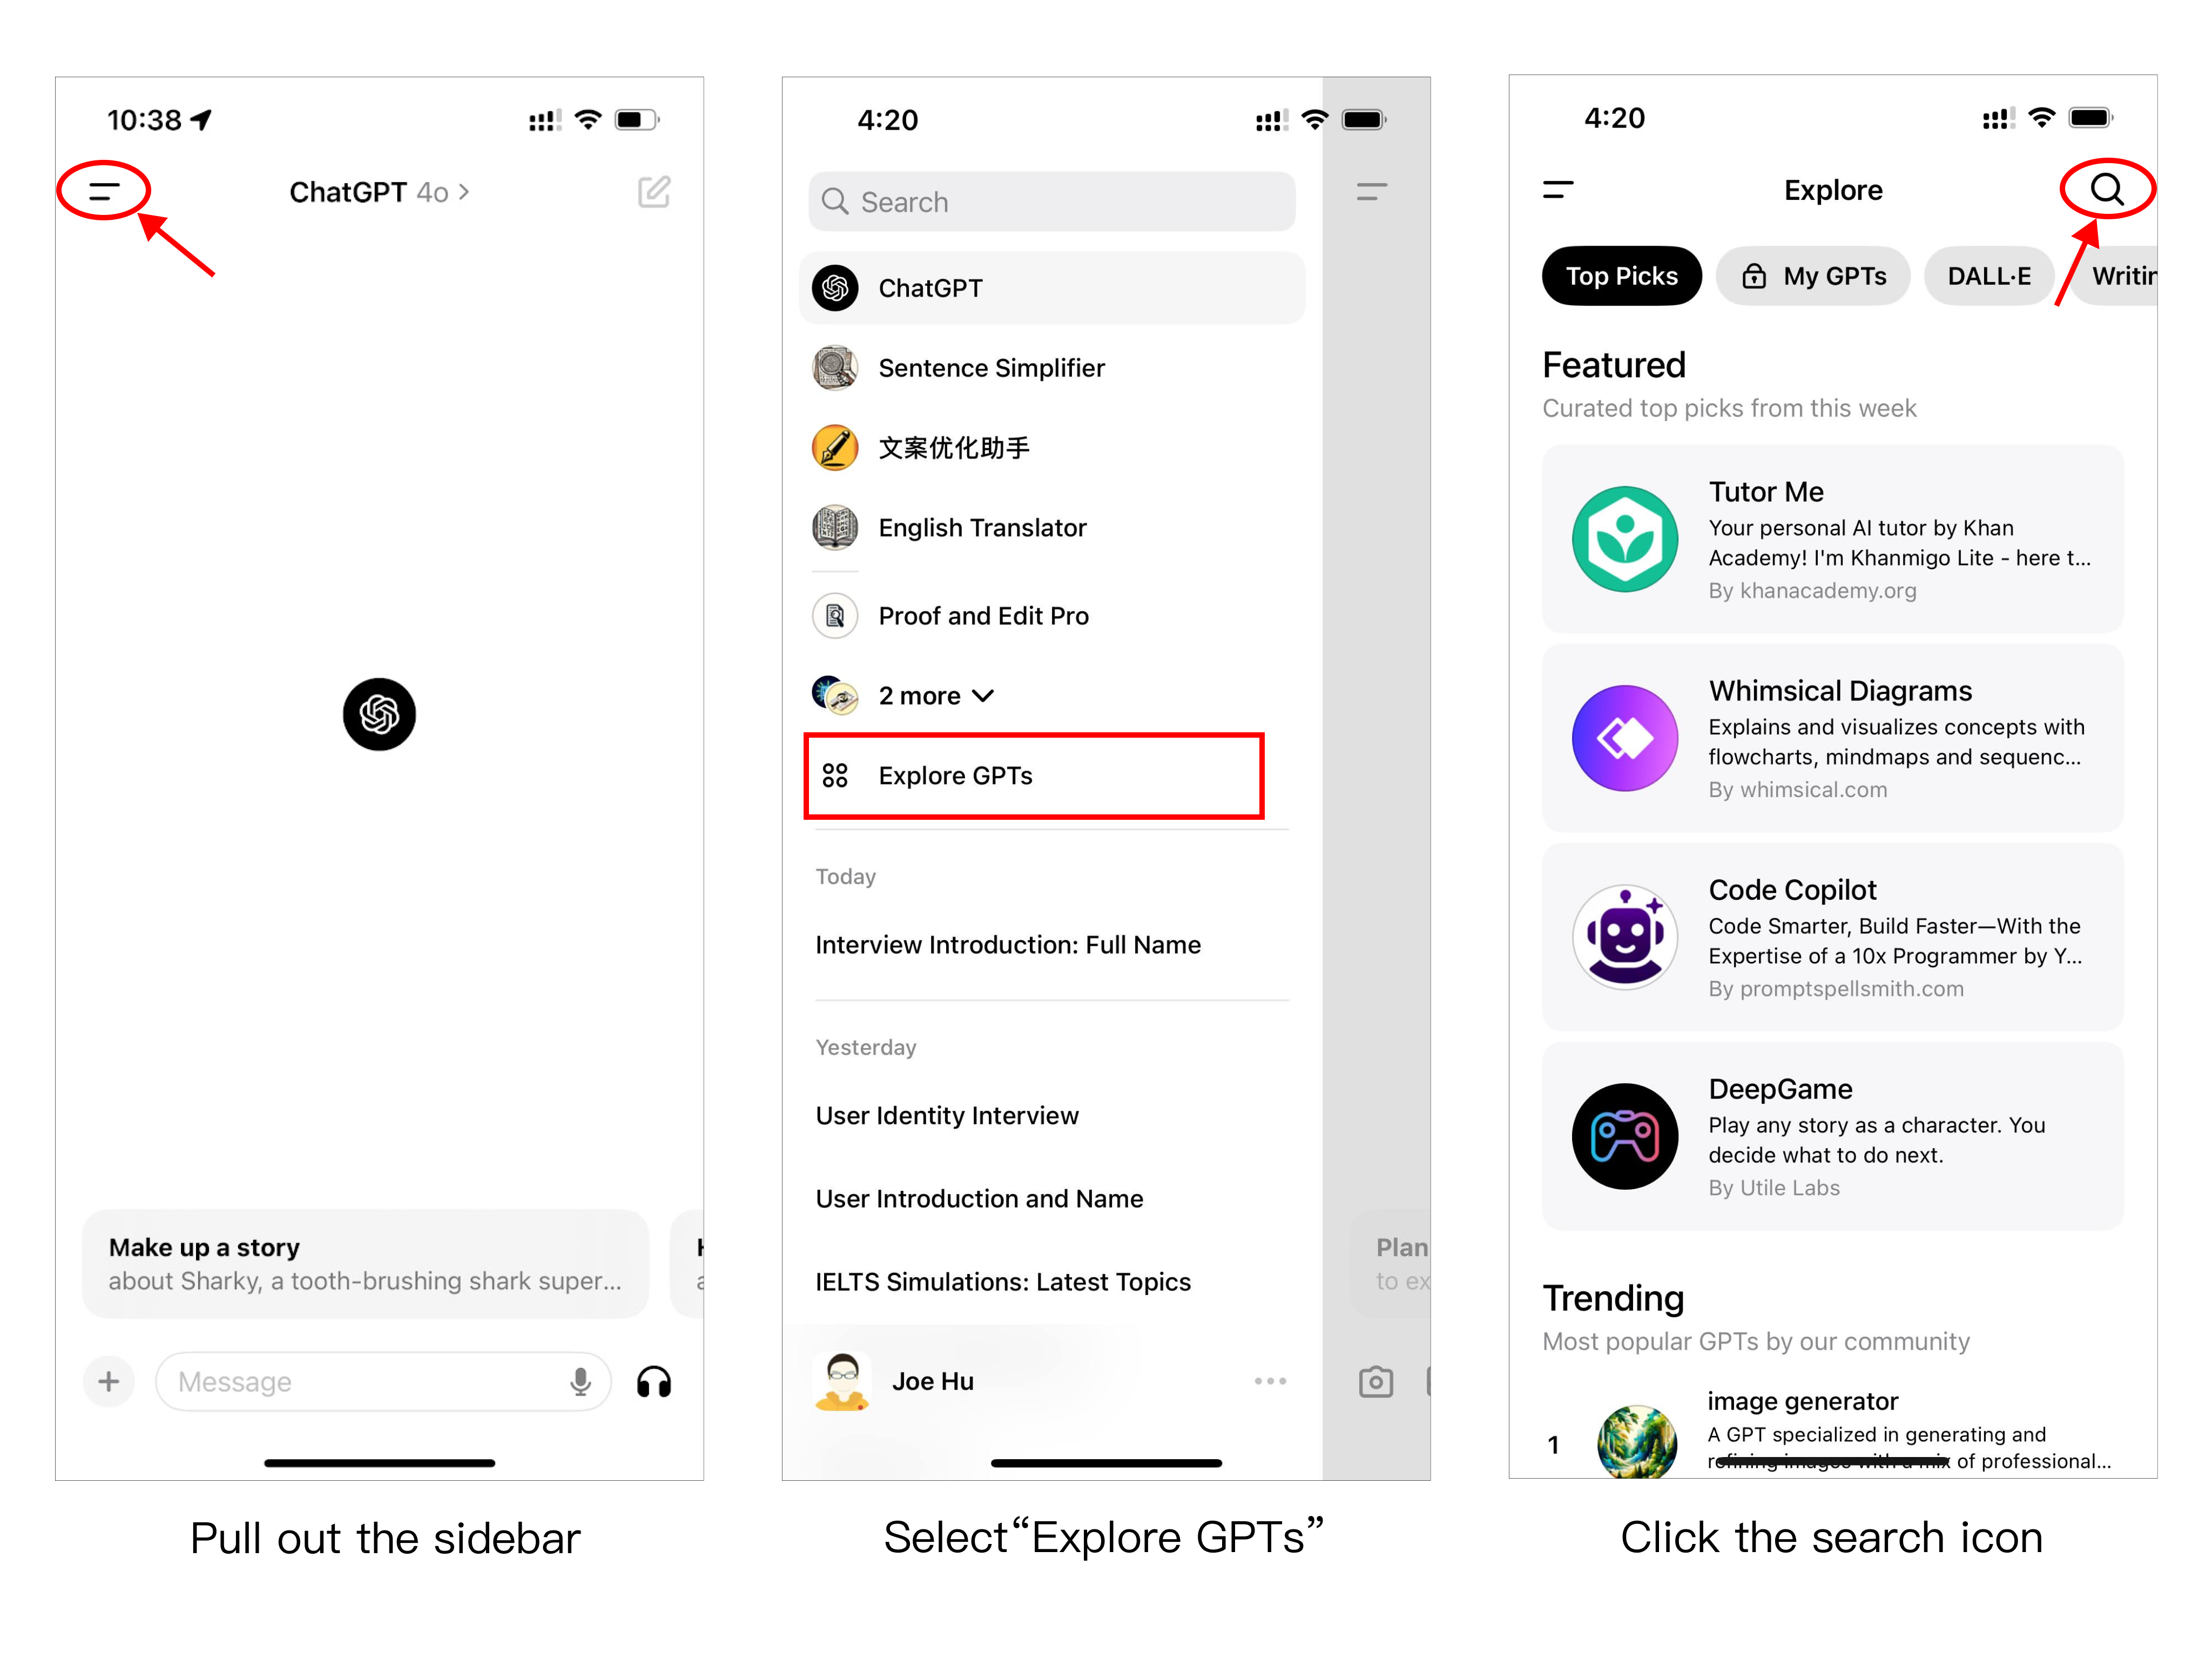 10:38
ChatGPT 4o >
Make up a story
about Sharky, a tooth-brushing shark super...
Message
Pull out the sidebar
4:20
Search
ChatGPT
Sentence Simplifier
文案优化助手
English Translator
Proof and Edit Pro
2 more
Explore GPTs
Today
Interview Introduction: Full Name
Yesterday
User Identity Interview
User Introduction and Name
IELTS Simulations: Latest Topics
Joe Hu
Plan
to ex
Select“Explore GPTs”
4:20
Explore
Top Picks
My GPTs
DALL·E
Writin
Featured
Curated top picks from this week
Tutor Me
Your personal AI tutor by Khan
Academy! I'm Khanmigo Lite - here t...
By khanacademy.org
Whimsical Diagrams
Explains and visualizes concepts with
flowcharts, mindmaps and sequenc...
By whimsical.com
Code Copilot
Code Smarter, Build Faster—With the
Expertise of a 10x Programmer by Y...
By promptspellsmith.com
DeepGame
Play any story as a character. You
decide what to do next.
By Utile Labs
Trending
Most popular GPTs by our community
1
image generator
A GPT specialized in generating and
refining images with a mix of professional...
Click the search icon